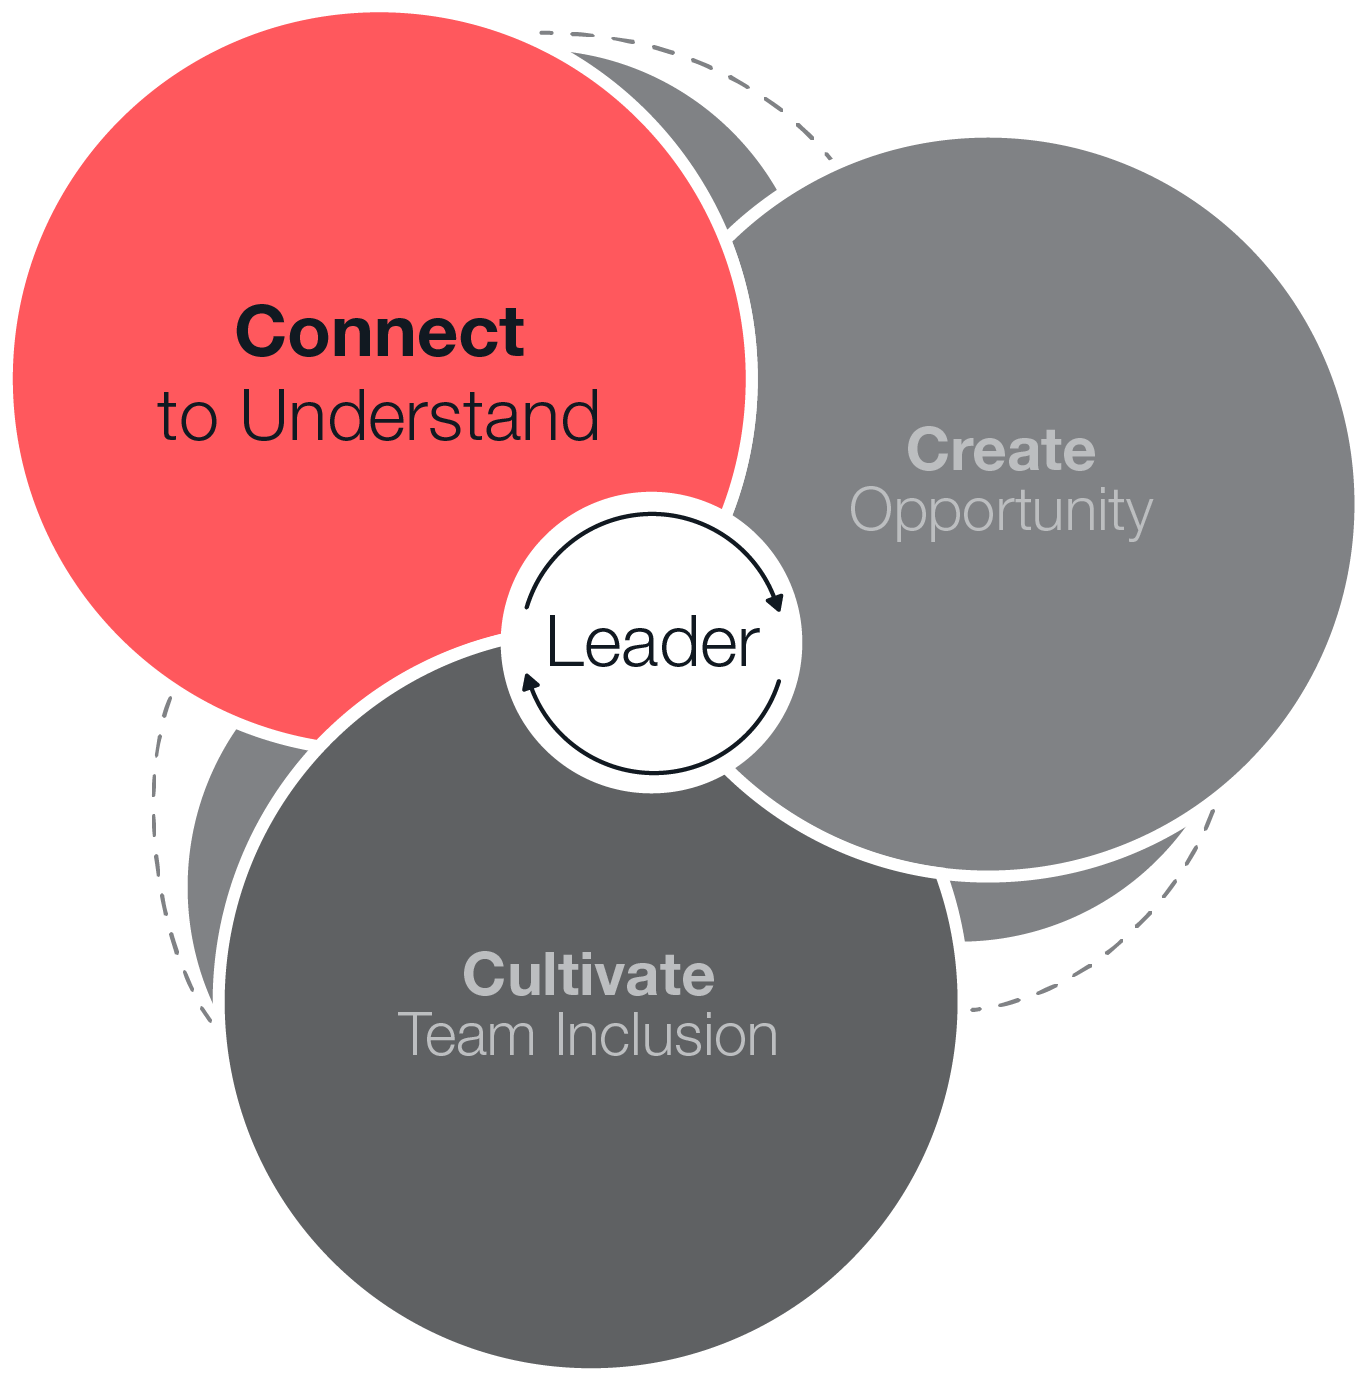 Connect
to Understand
Create
Opportunity
Leader
Cultivate
Team Inclusion